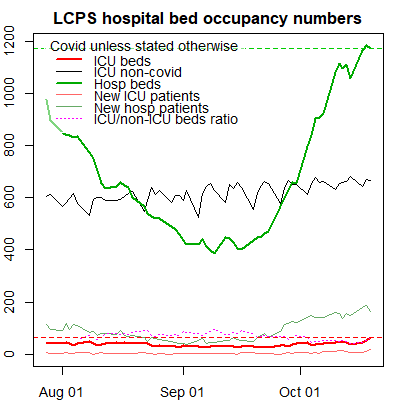 LCPS hospital bed occupancy numbers
Covid unless stated otherwise
ICU beds
ICU non-covid
Hosp beds
New ICU patients
New hosp patients
ICU/non-ICU beds ratio
1200
1000
800
600
400
200
0
Aug 01
Sep 01
Oct 01